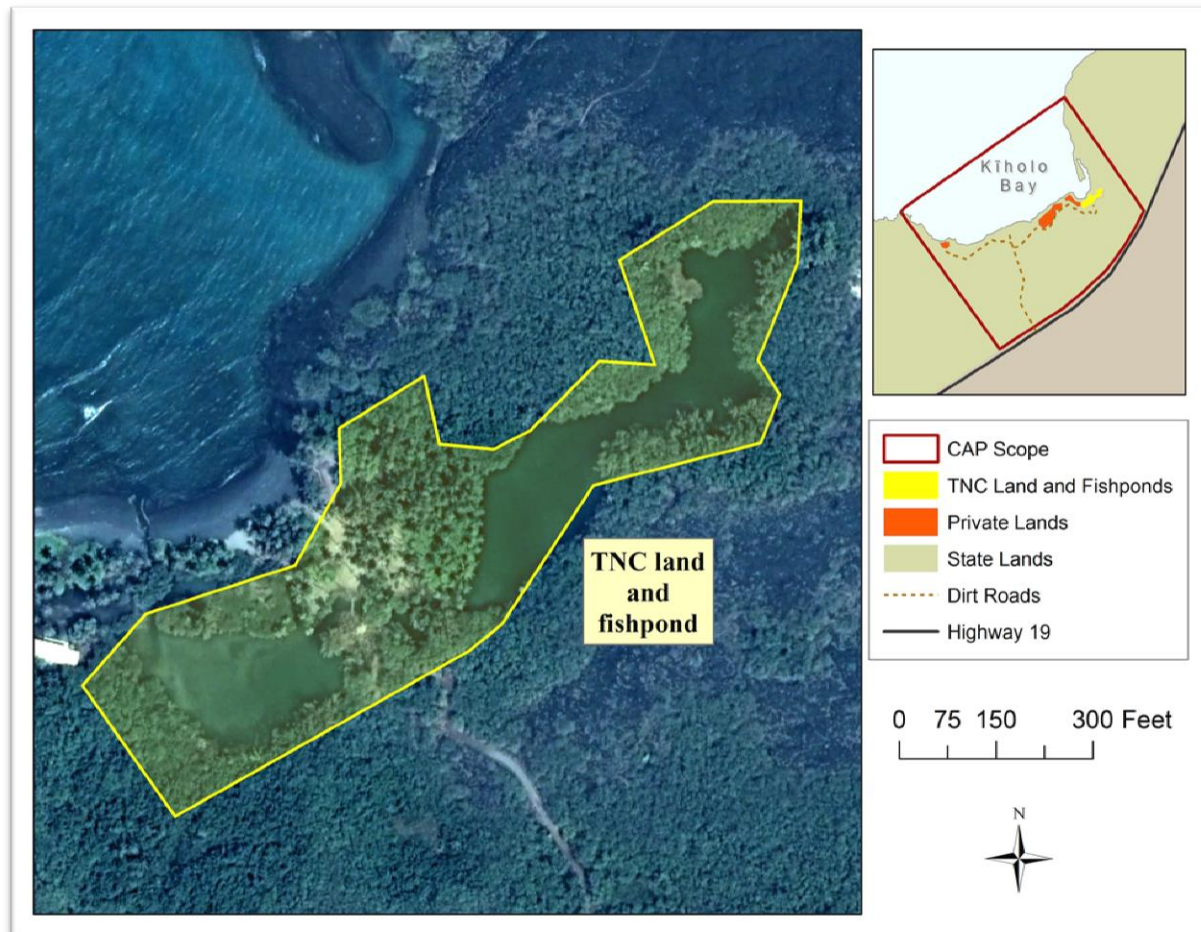 TNC land
and
fishpond
Kīholo
Bay
CAP Scope
TNC Land and Fishponds
Private Lands
State Lands
Dirt Roads
Highway 19
0 75 150 300 Feet
N